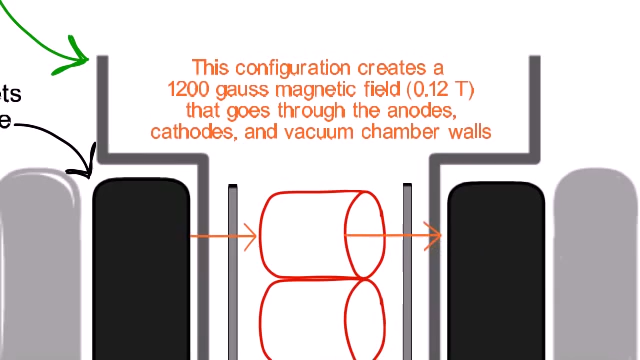 This configuration creates a
1200 gauss magnetic field (0.12 T)
that goes through the anodes,
cathodes, and vacuum chamber walls